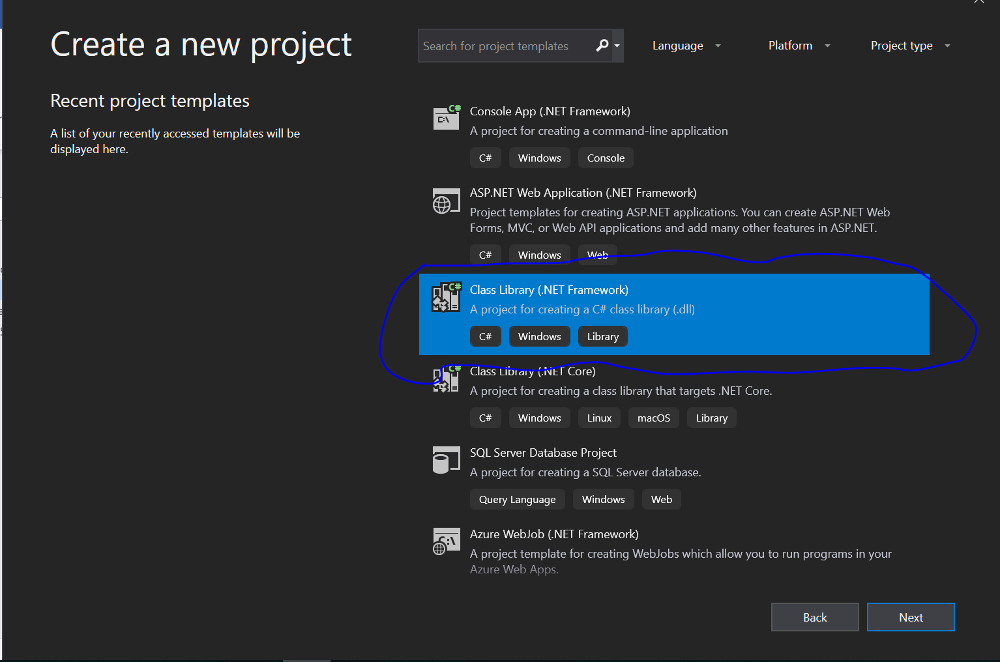 Create a new project
Search for project templates
Language
Platform
Project type
Recent project templates
A list of your recently accessed templates will be
displayed here.
C#
C:\
Console App (.NET Framework)
A project for creating a command-line application
C#
Windows
Console
ASP.NET Web Application (.NET Framework)
Project templates for creating ASP.NET applications. You can create ASP.NET Web
Forms, MVC, or Web API applications and add many other features in ASP.NET.
C#
Windows
Web
C#
Class Library (.NET Framework)
A project for creating a C# class library (.dll)
C#
Windows
Library
C#
Class Library (.NET Core)
A project for creating a class library that targets .NET Core.
C#
Windows
Linux
macOS
Library
SQL Server Database Project
A project for creating a SQL Server database.
Query Language
Windows
Web
C:\
Azure WebJob (.NET Framework)
A project template for creating WebJobs which allow you to run programs in your
Azure Web Apps.
Back
Next